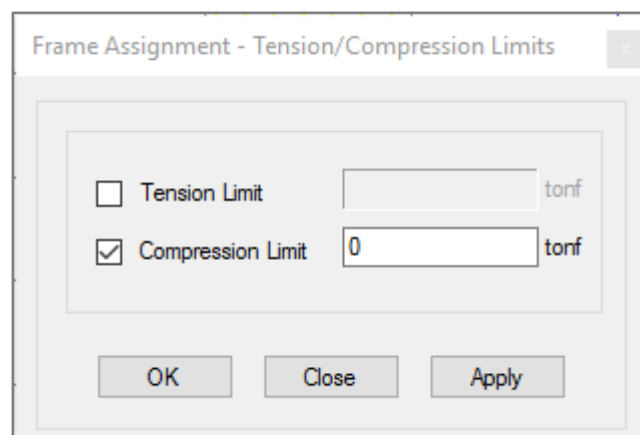 Frame Assignment - Tension/Compression Limits
x
Tension Limit tonf
Compression Limit 0 tonf
OK Close Apply